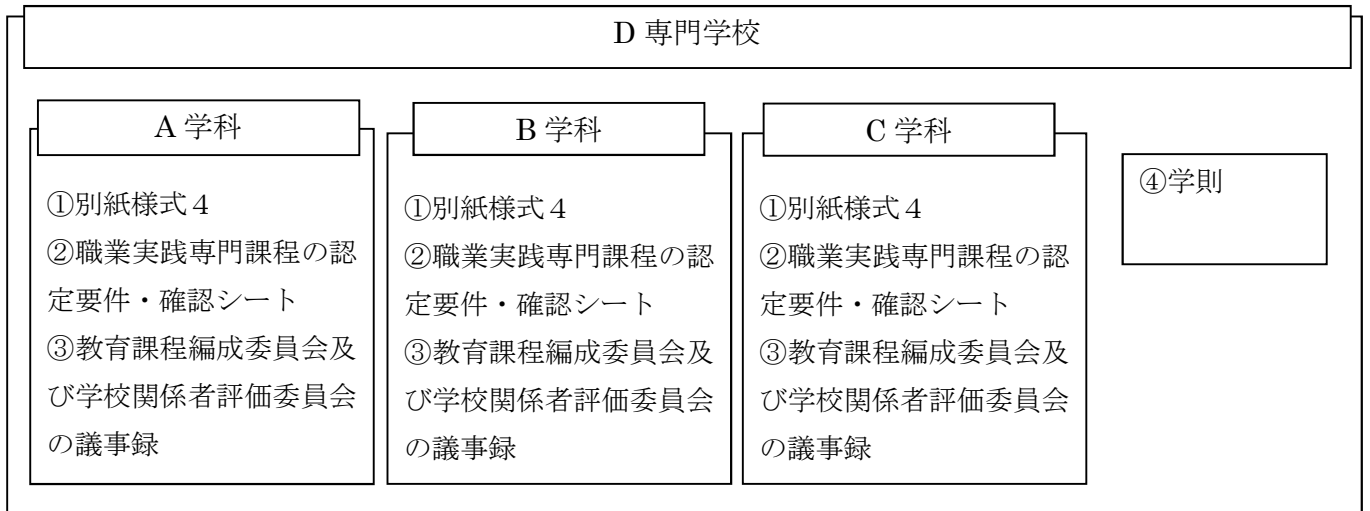 D 専門学校
A 学科
①別紙様式４
②職業実践専門課程の認
定要件・確認シート
③教育課程編成委員会及
び学校関係者評価委員会
の議事録
B 学科
①別紙様式４
②職業実践専門課程の認
定要件・確認シート
③教育課程編成委員会及
び学校関係者評価委員会
の議事録
C 学科
①別紙様式４
②職業実践専門課程の認
定要件・確認シート
③教育課程編成委員会及
び学校関係者評価委員会
の議事録
④学則